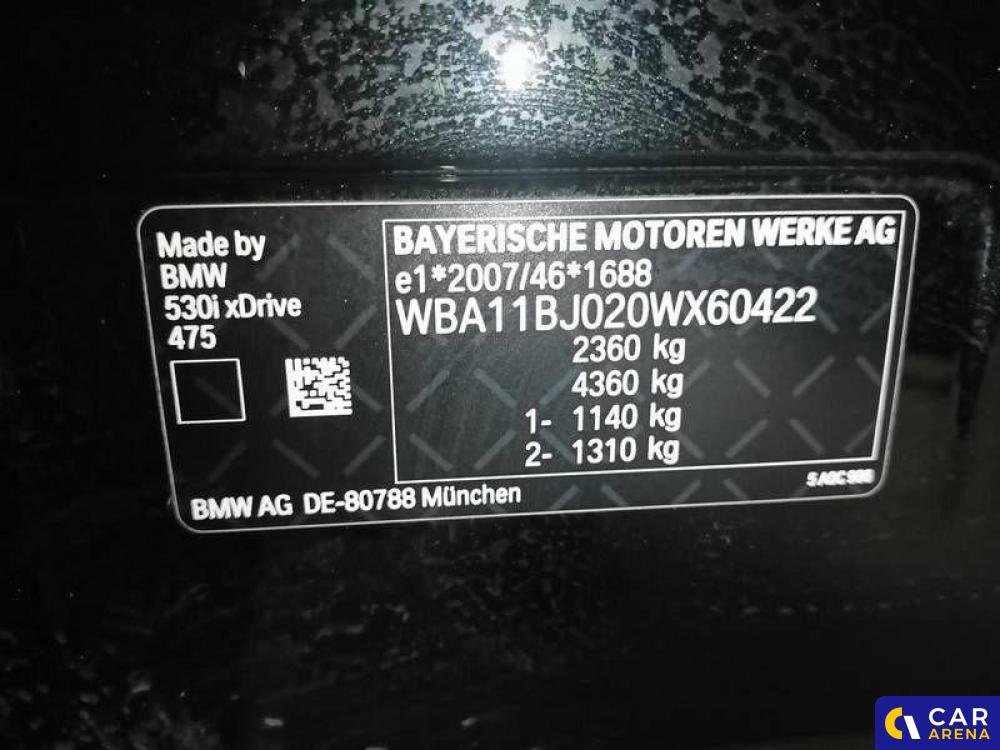 Made by
BMW
530i xDrive
475
BAYERISCHE MOTOREN WERKE AG
e1*2007/46*1688
WBA11BJ020WX60422
2360 kg
4360 kg
1- 1140 kg
2- 1310 kg
BMW AG DE-80788 München
CAR
ARENA